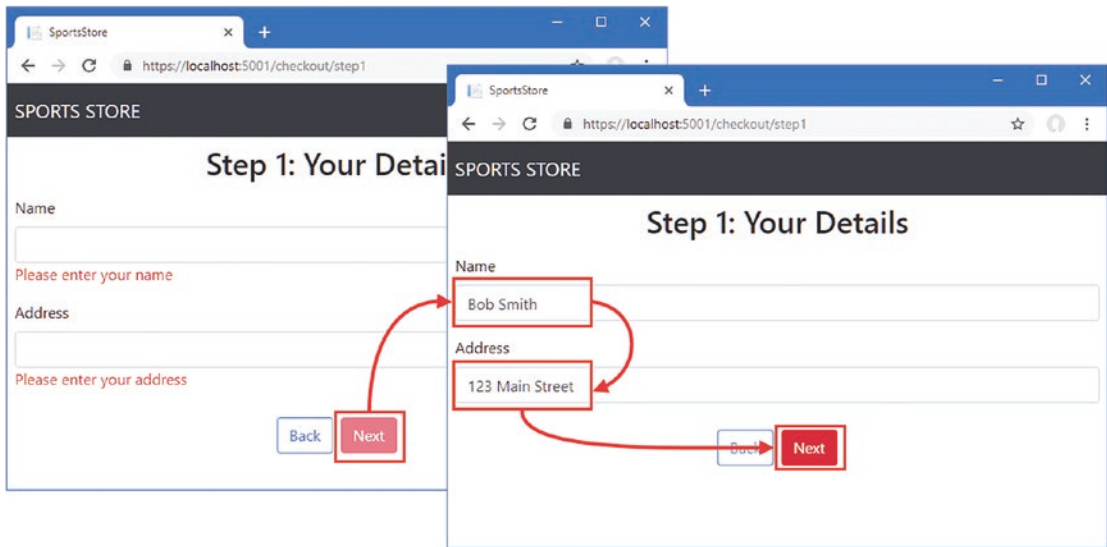 SportsStore
https://localhost:5001/checkout/step1
SPORTS STORE
Step 1: Your Detai
Name
Please enter your name
Address
Please enter your address
Back
Next
SportsStore
https://localhost:5001/checkout/step1
SPORTS STORE
Step 1: Your Details
Name
Bob Smith
Address
123 Main Street
Back
Next